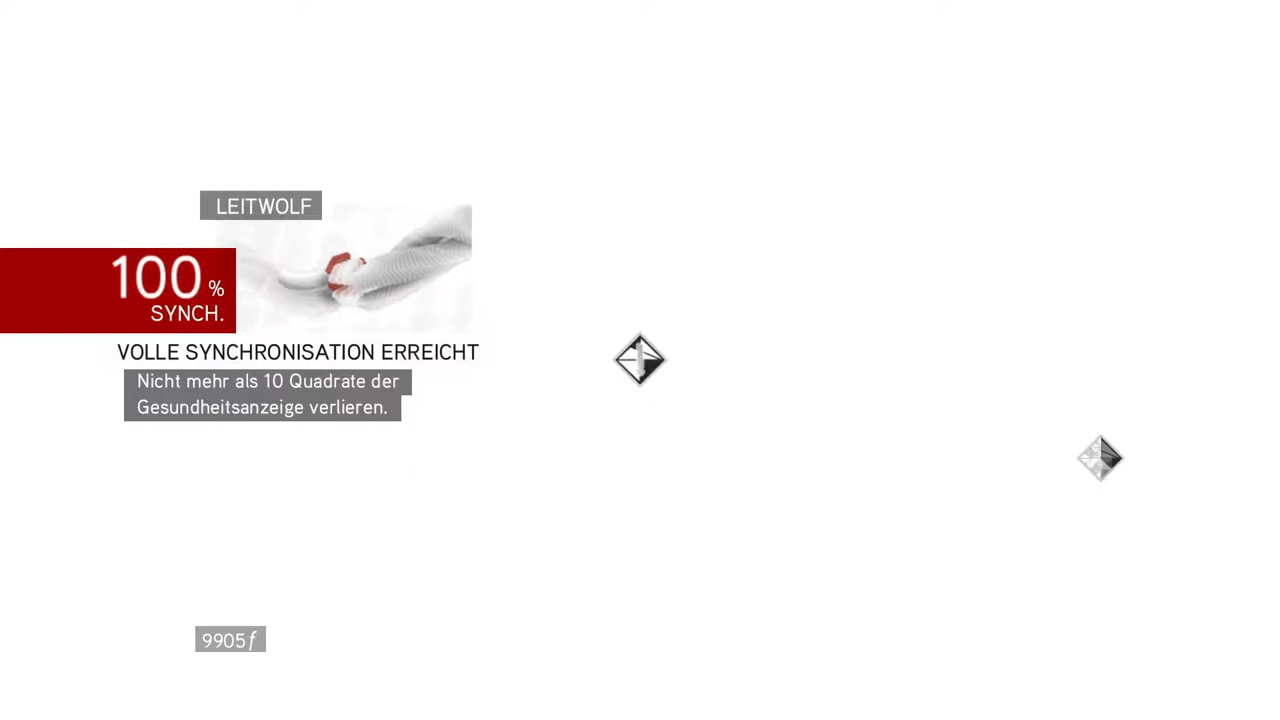 LEITWOLF
100 %
SYNCH.
VOLLE SYNCHRONISATION ERREICHT
Nicht mehr als 10 Quadrate der
Gesundheitsanzeige verlieren.
9905 ƒ